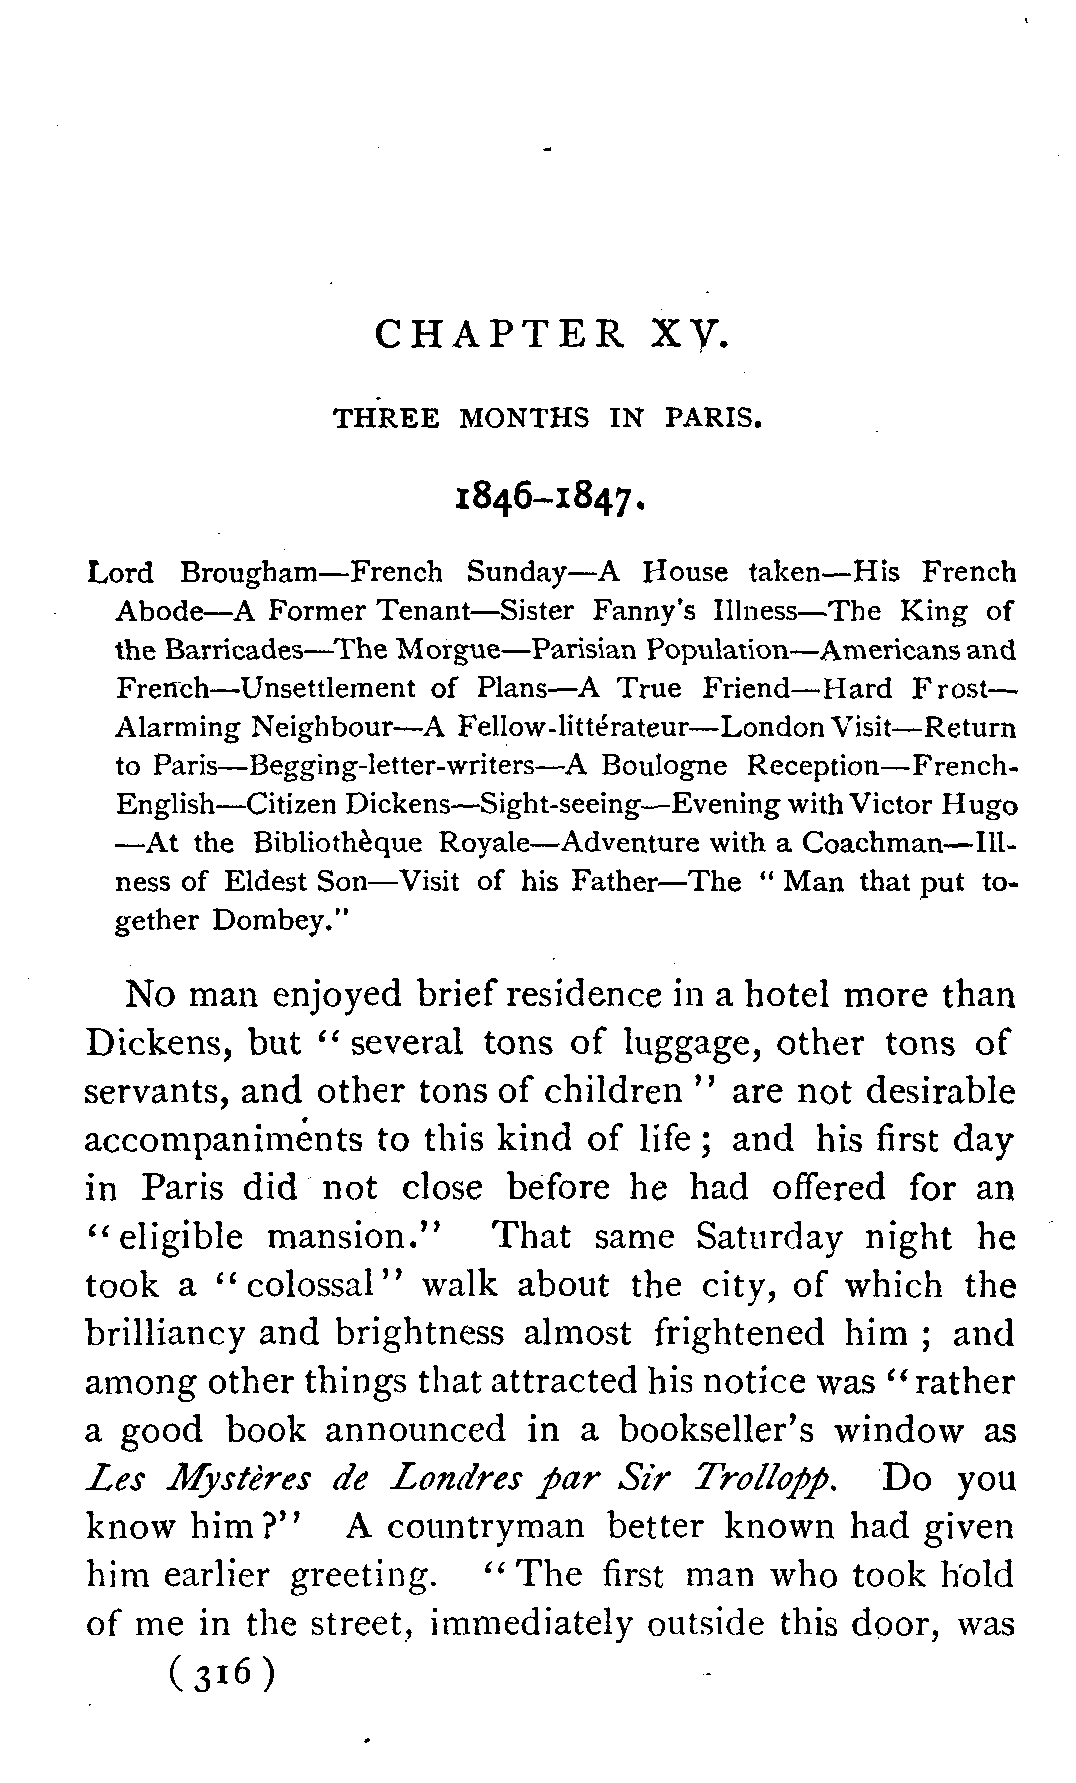 CHAPTER XV.
THREE MONTHS IN PARIS.
1846–1847.
Lord Brougham—French Sunday—A House taken—His French
Abode—A Former Tenant—Sister Fanny's Illness—The King of
the Barricades—The Morgue—Parisian Population—Americans and
French—Unsettlement of Plans—A True Friend—Hard Frost—
Alarming Neighbour—A Fellow-littérateur—London Visit—Return
to Paris—Begging-letter-writers—A Boulogne Reception—French-
English—Citizen Dickens—Sight-seeing—Evening with Victor Hugo
—At the Bibliothèque Royale—Adventure with a Coachman—Ill-
ness of Eldest Son—Visit of his Father—The "Man that put to-
gether Dombey."
No man enjoyed brief residence in a hotel more than
Dickens, but "several tons of luggage, other tons of
servants, and other tons of children" are not desirable
accompaniments to this kind of life; and his first day
in Paris did not close before he had offered for an
"eligible mansion." That same Saturday night he
took a "colossal" walk about the city, of which the
brilliancy and brightness almost frightened him; and
among other things that attracted his notice was "rather
a good book announced in a bookseller's window as
Les Mystères de Londres par Sir Trollopp. Do you
know him?" A countryman better known had given
him earlier greeting. "The first man who took hold
of me in the street, immediately outside this door, was
(316)